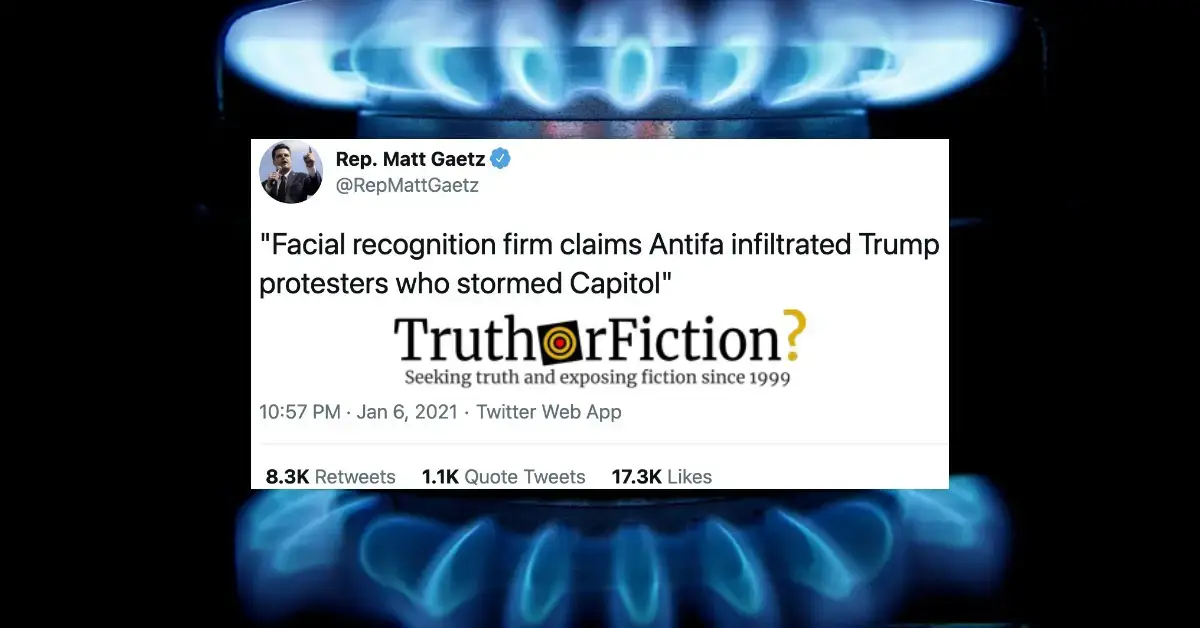 Rep. Matt Gaetz
@RepMattGaetz
"Facial recognition firm claims Antifa infiltrated Trump
protesters who stormed Capitol"
TruthorFiction?
Seeking truth and exposing fiction since 1999
10:57 PM · Jan 6, 2021 · Twitter Web App
8.3K Retweets 1.1K Quote Tweets 17.3K Likes